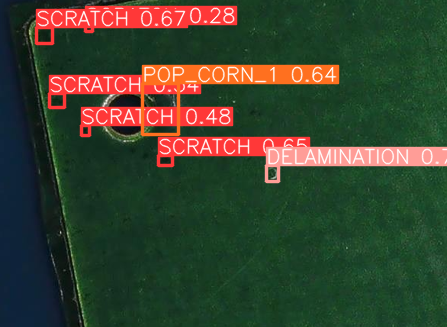 SCRATCH 0.67 0.28
POP_CORN_1 0.64
SCRATCH
SCRATCH 0.48
SCRATCH 0.65
DELAMINATION 0.7